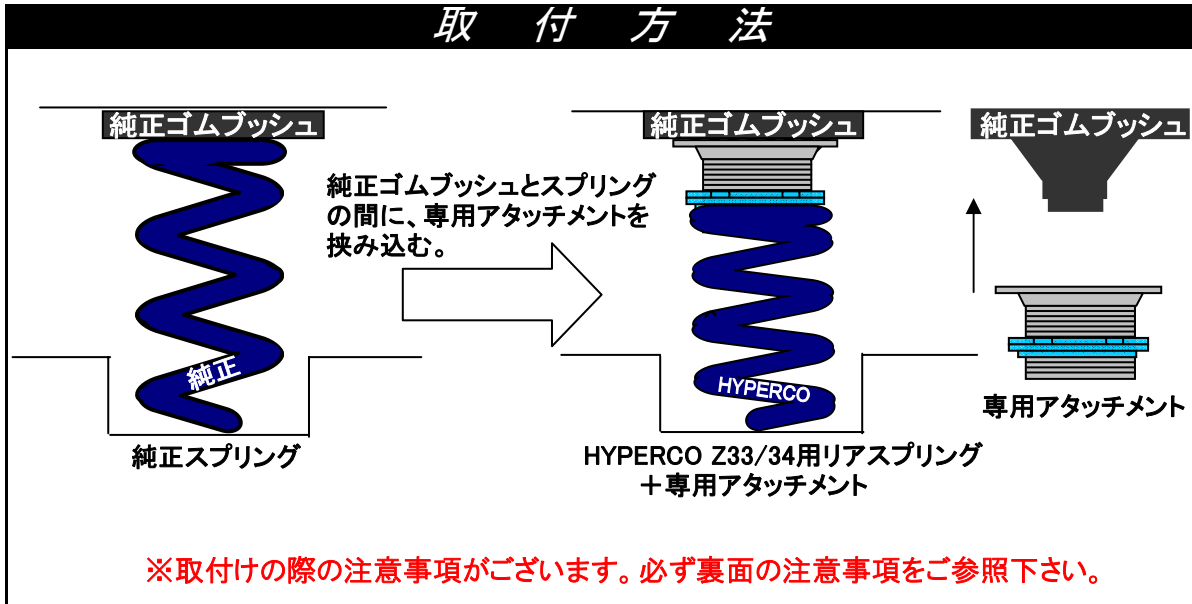 取付方法
純正ゴムブッシュ
純正ゴムブッシュとスプリング
の間に、専用アタッチメントを
挟み込む。
純正
純正スプリング
純正ゴムブッシュ
HYPERCO
HYPERCO Z33/34用リアスプリング
＋専用アタッチメント
純正ゴムブッシュ
専用アタッチメント
※取付けの際の注意事項がございます。必ず裏面の注意事項をご参照下さい。